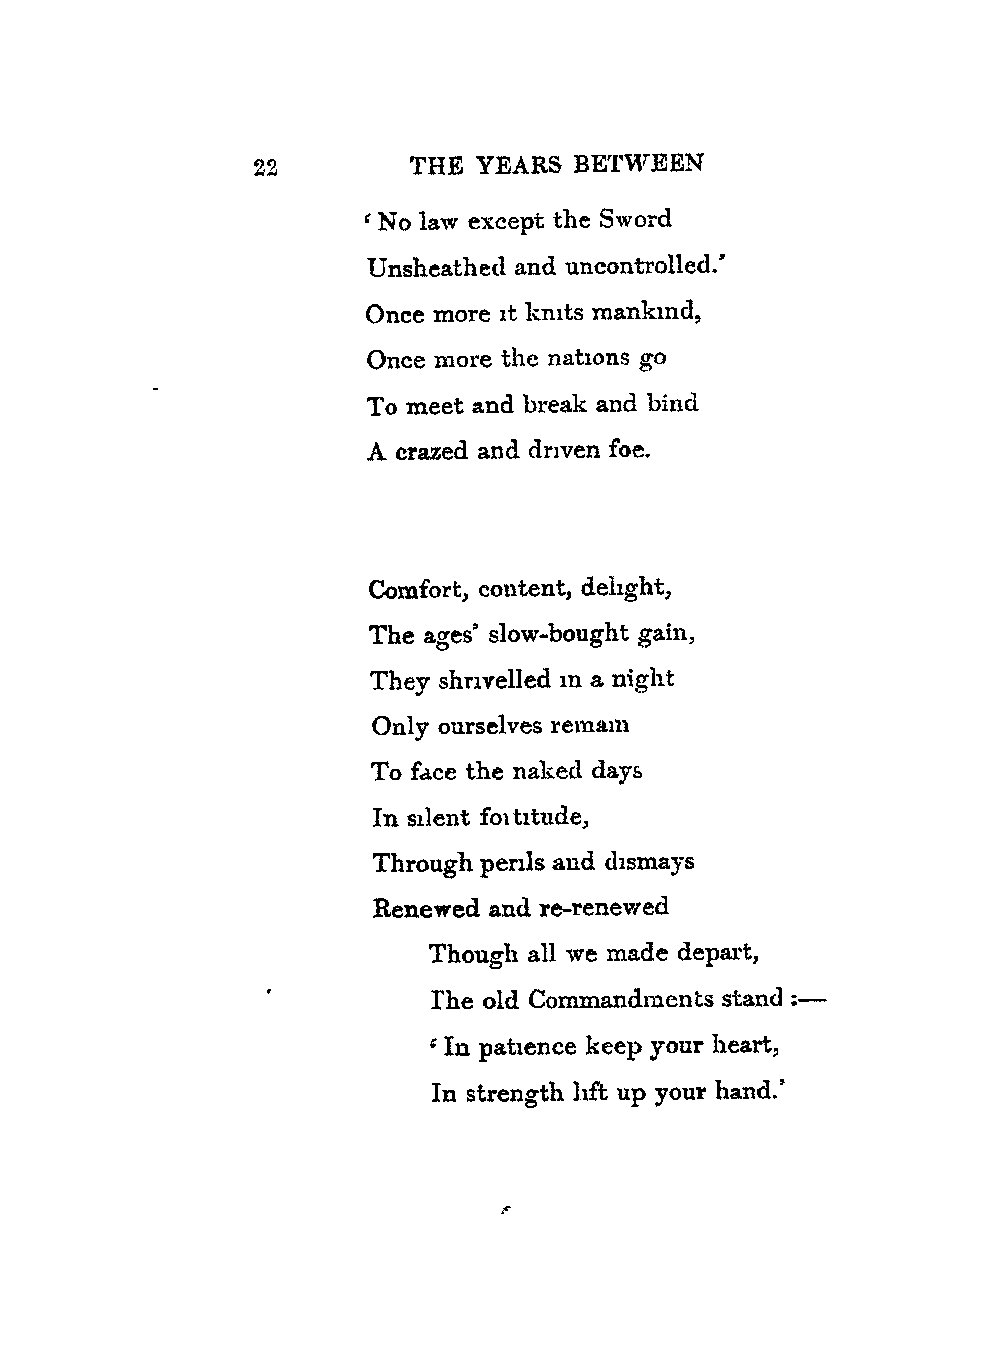 22 THE YEARS BETWEEN
‘ No law except the Sword
Unsheathed and uncontrolled.’
Once more it knits mankind,
Once more the nations go
To meet and break and bind
A crazed and driven foe.
Comfort, content, delight,
The ages’ slow-bought gain,
They shrivelled in a night
Only ourselves remain
To face the naked days
In silent fortitude,
Through perils and dismays
Renewed and re-renewed
Though all we made depart,
The old Commandments stand :—
‘ In patience keep your heart,
In strength lift up your hand.’